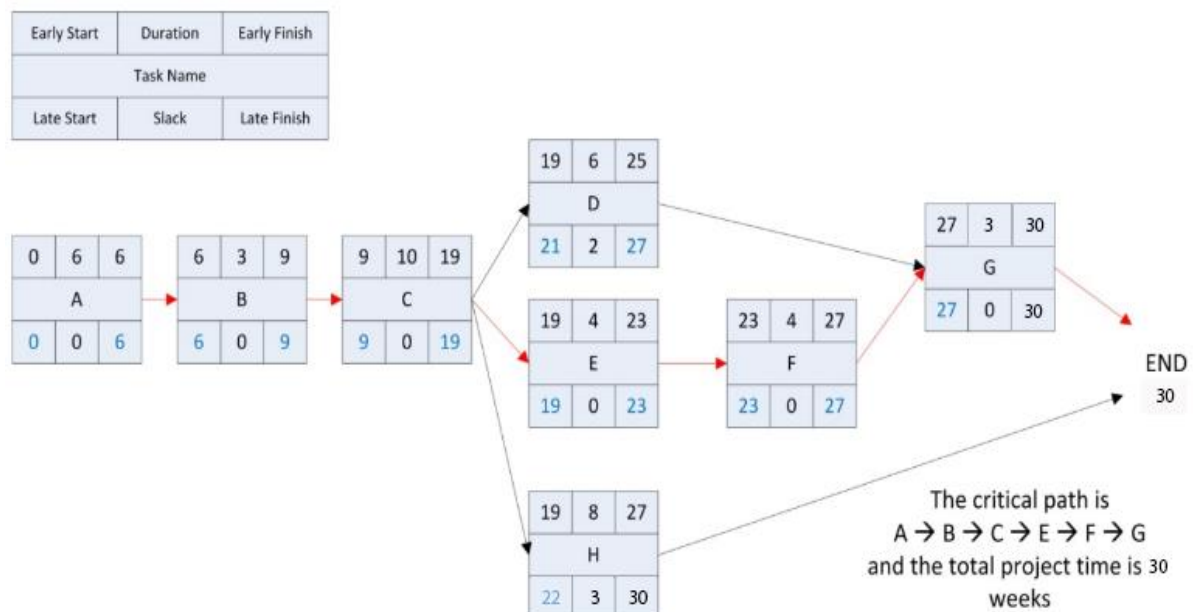 Early Start Duration Early Finish
Task Name
Late Start Slack Late Finish
19 6 25
D
21 2 27
27 3 30
G
27 0 30
0 6 6
A
0 0 6
6 3 9
B
6 0 9
9 10 19
C
9 0 19
19 4 23
E
19 0 23
23 4 27
F
23 0 27
END
30
19 8 27
H
22 3 30
The critical path is
A → B → C → E → F → G
and the total project time is 30
weeks